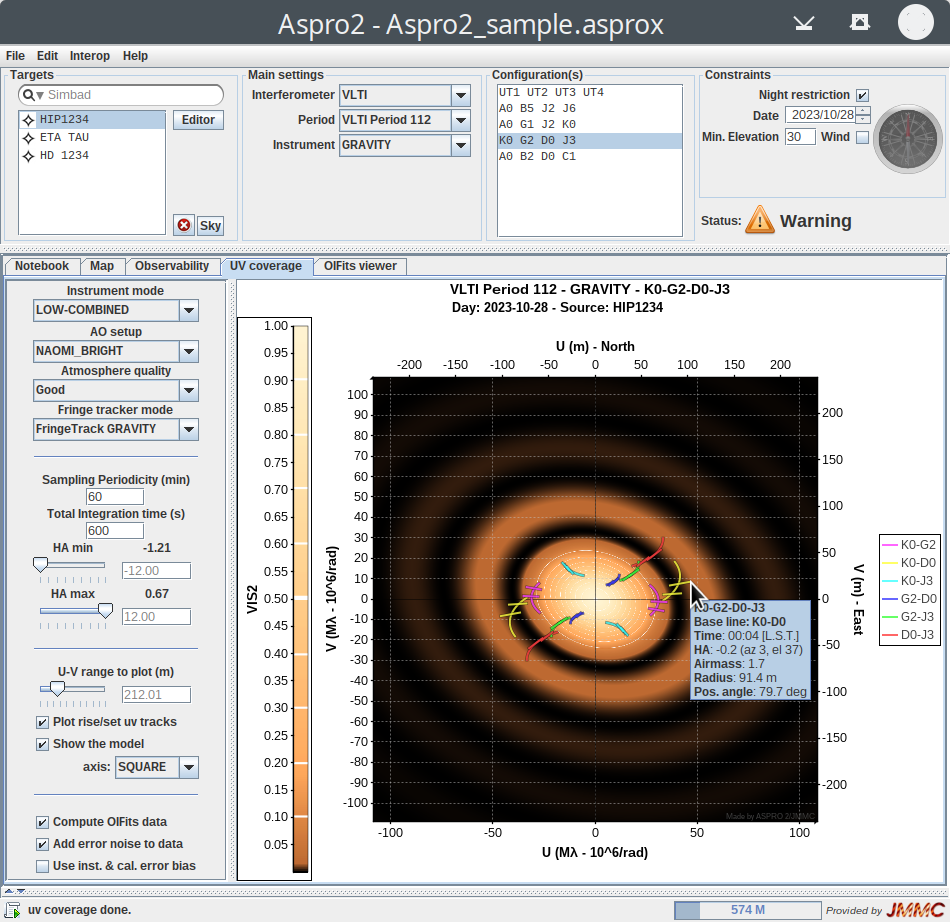 Aspro2 - Aspro2_sample.asprox
File Edit Interop Help
Targets
Simbad
HIP1234
ETA TAU
HD 1234
Editor
Sky
Main settings
Interferometer VLTI
Period VLTI Period 112
Instrument GRAVITY
Configuration(s)
UT1 UT2 UT3 UT4
A0 B5 J2 J6
A0 G1 J2 K0
K0 G2 D0 J3
A0 B2 D0 C1
Constraints
Night restriction
Date 2023/10/28
Min. Elevation 30 Wind
Status: Warning
Notebook Map Observability UV coverage OIFits viewer
Instrument mode
LOW-COMBINED
AO setup
NAOMI_BRIGHT
Atmosphere quality
Good
Fringe tracker mode
FringeTrack GRAVITY
Sampling Periodicity (min)
60
Total Integration time (s)
600
HA min -1.21
-12.00
HA max 0.67
12.00
U-V range to plot (m)
212.01
Plot rise/set uv tracks
Show the model
axis: SQUARE
Compute OIFits data
Add error noise to data
Use inst. & cal. error bias
VLTI Period 112 - GRAVITY - K0-G2-D0-J3
Day: 2023-10-28 - Source: HIP1234
1.00
0.95
0.90
0.85
0.80
0.75
0.70
0.65
0.60
0.55
0.50
0.45
0.40
0.35
0.30
0.25
0.20
0.15
0.10
0.05
VIS2
U (m) - North
-200 -150 -100 -50 0 50 100 150 200
V (Mλ - 10^6/rad)
100
90
80
70
60
50
40
30
20
10
0
-10
-20
-30
-40
-50
-60
-70
-80
-90
-100
200
150
100
50
0
-50
-100
-150
-200
V (m) - East
K0-G2-D0-J3
Base line: K0-D0
Time: 00:04 [L.S.T.]
HA: -0.2 (az 3, el 37)
Airmass: 1.7
Radius: 91.4 m
Pos. angle: 79.7 deg
Made by ASPRO 2/JMMC
-100 -50 0 50 100
U (Mλ - 10^6/rad)
K0-G2
K0-D0
K0-J3
G2-D0
G2-J3
D0-J3
uv coverage done.
574 M
Provided by JMMC